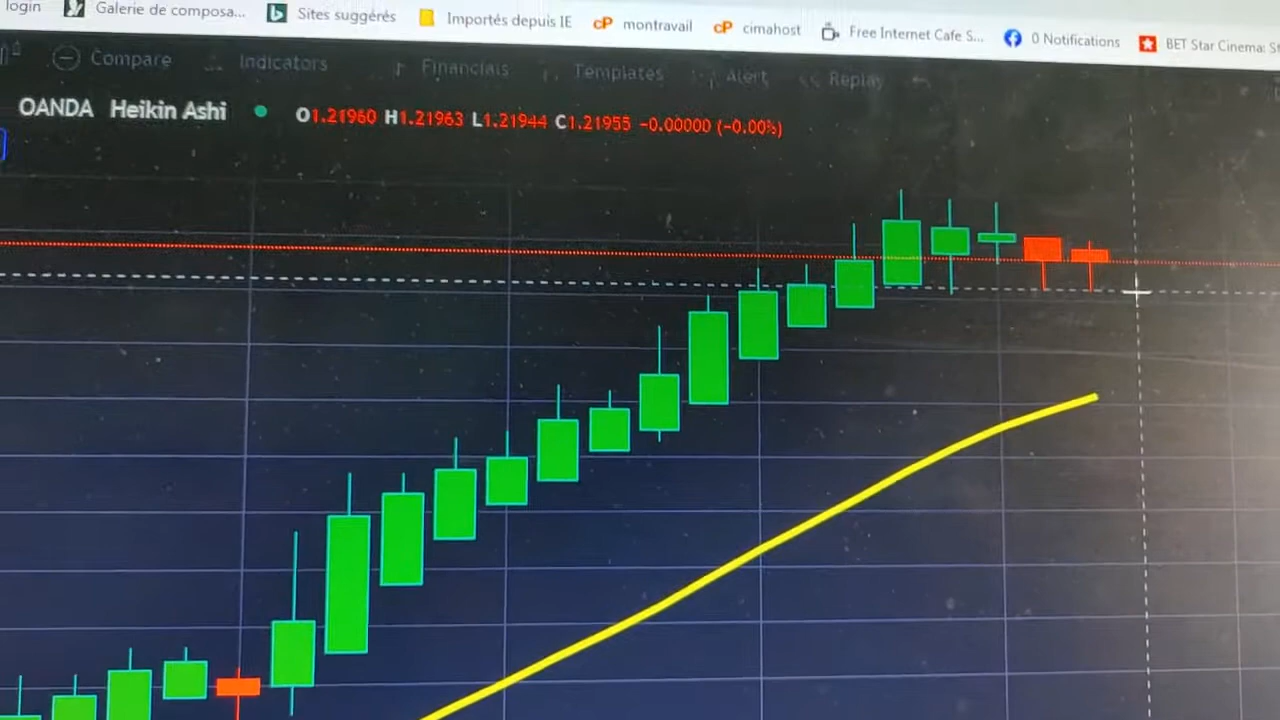 login Galerie de composa... Sites suggérés Importés depuis IE montravail cimahost Free Internet Cafe S... 0 Notifications BET Star Cinema: St
Compare Indicators Financials Templates Alert Replay
OANDA Heikin Ashi O1.21960 H1.21963 L1.21944 C1.21955 -0.00000 (-0.00%)